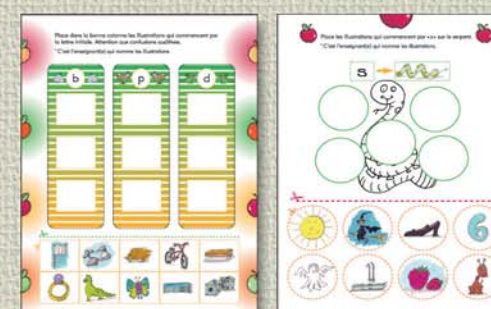 Place dans la bonne colonne les illustrations qui commencent par
la lettre initiale. Attention aux confusions auditives.
* C'est l'enseignant(e) qui nomme les illustrations.
b
p
d
Place les illustrations qui commencent par «s» sur le serpent.
* C'est l'enseignant(e) qui nomme les illustrations.
s
6
1